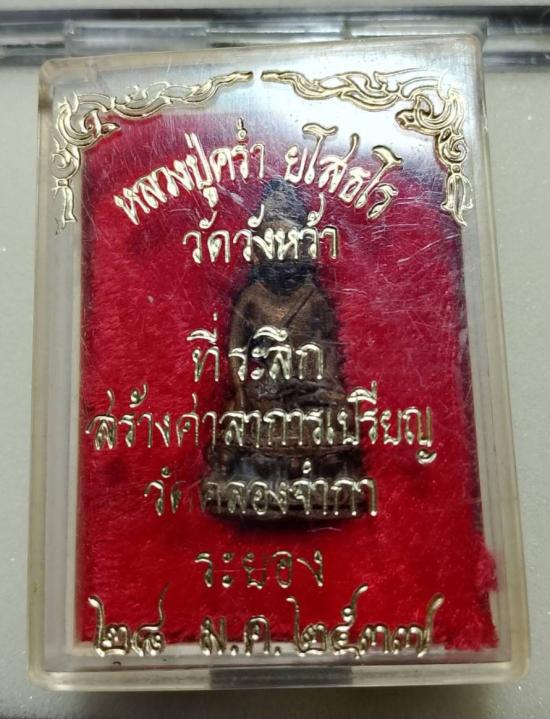 หลวงปู่คร่ำ ยโสธโร
วัดวังหว้า
ที่ระลึก
สร้างศาลาการเปรียญ
วัดคลองจำกา
ระยอง
๒๘ ม.ค. ๒๕๓๗